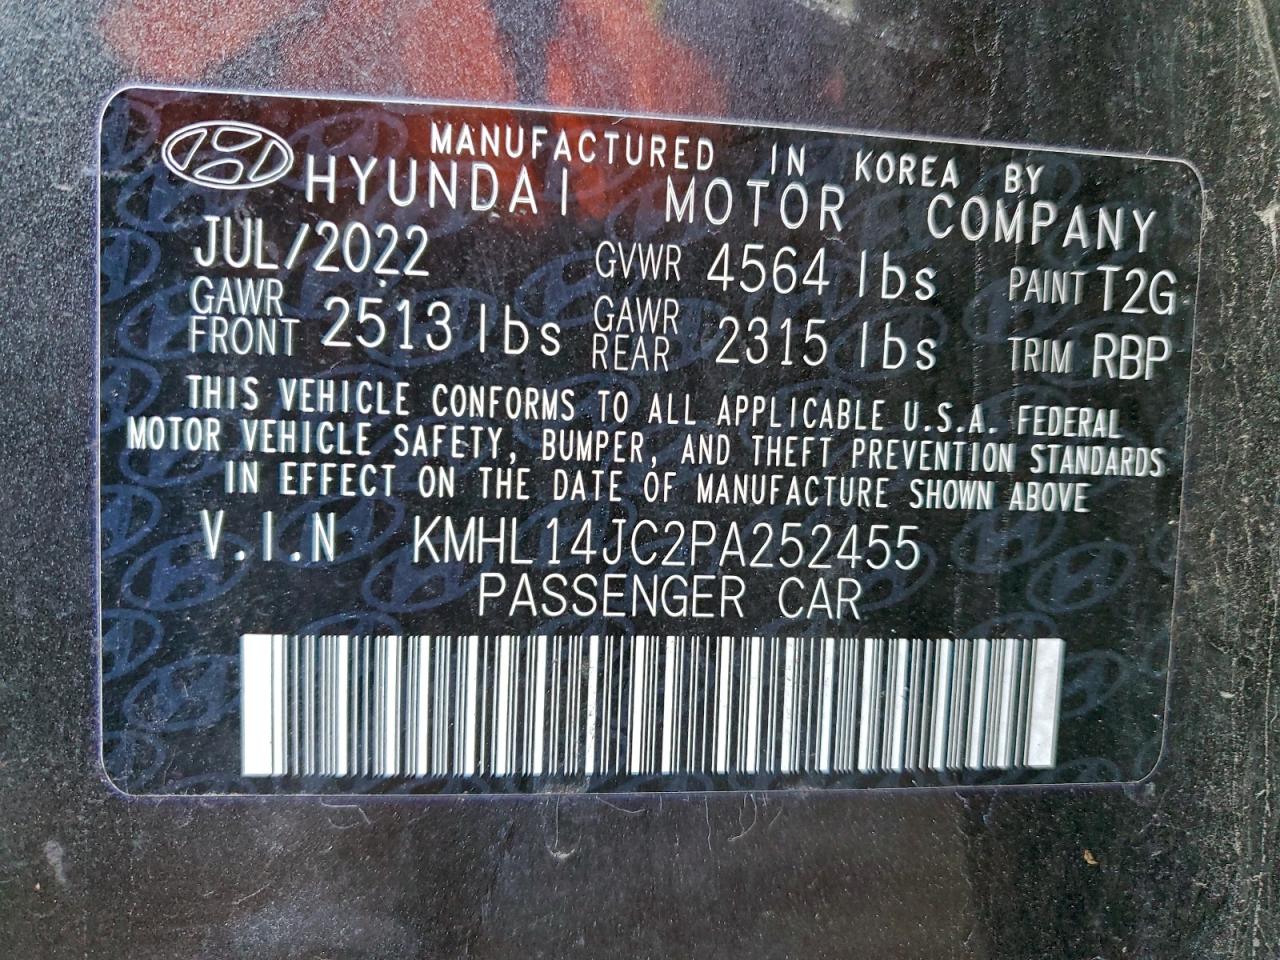 MANUFACTURED IN KOREA BY
HYUNDAI MOTOR COMPANY
JUL/2022 GVWR 4564 lbs PAINT T2G
GAWR FRONT 2513 lbs GAWR REAR 2315 lbs TRIM RBP
THIS VEHICLE CONFORMS TO ALL APPLICABLE U.S.A. FEDERAL
MOTOR VEHICLE SAFETY, BUMPER, AND THEFT PREVENTION STANDARDS
IN EFFECT ON THE DATE OF MANUFACTURE SHOWN ABOVE
V.I.N KMHL14JC2PA252455
PASSENGER CAR